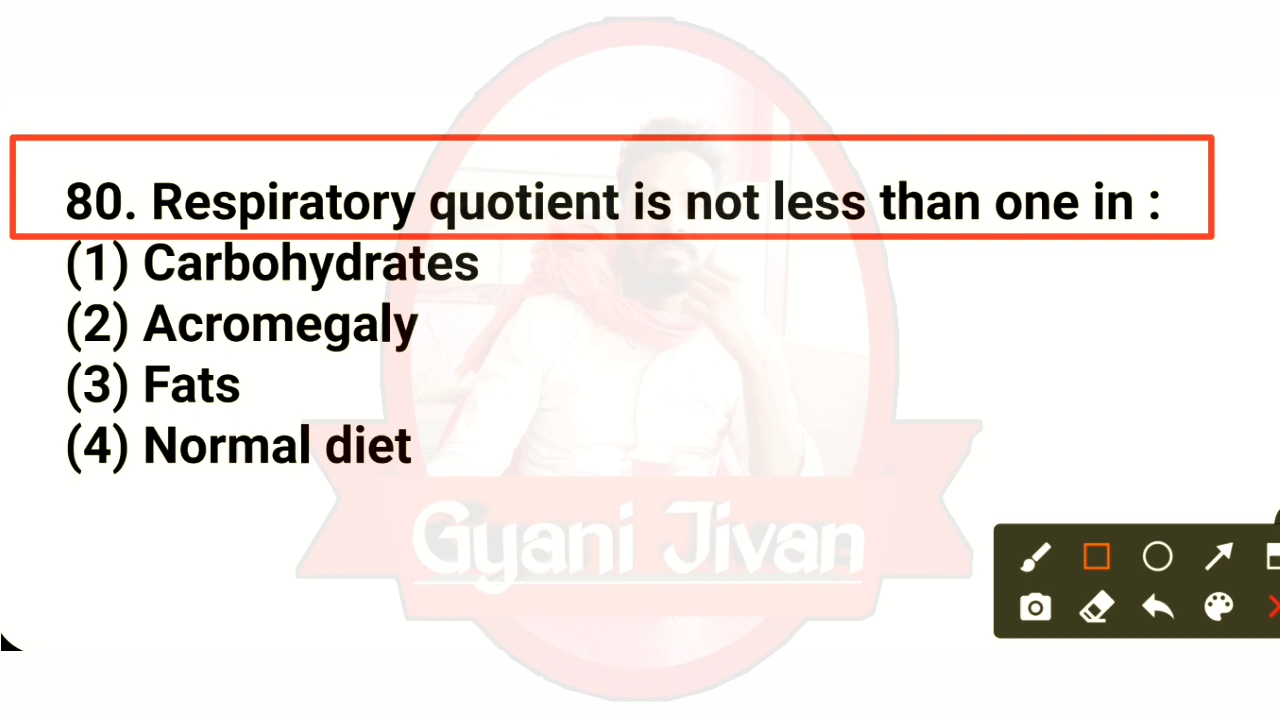 80. Respiratory quotient is not less than one in :
(1) Carbohydrates
(2) Acromegaly
(3) Fats
(4) Normal diet
Gyani Jivan